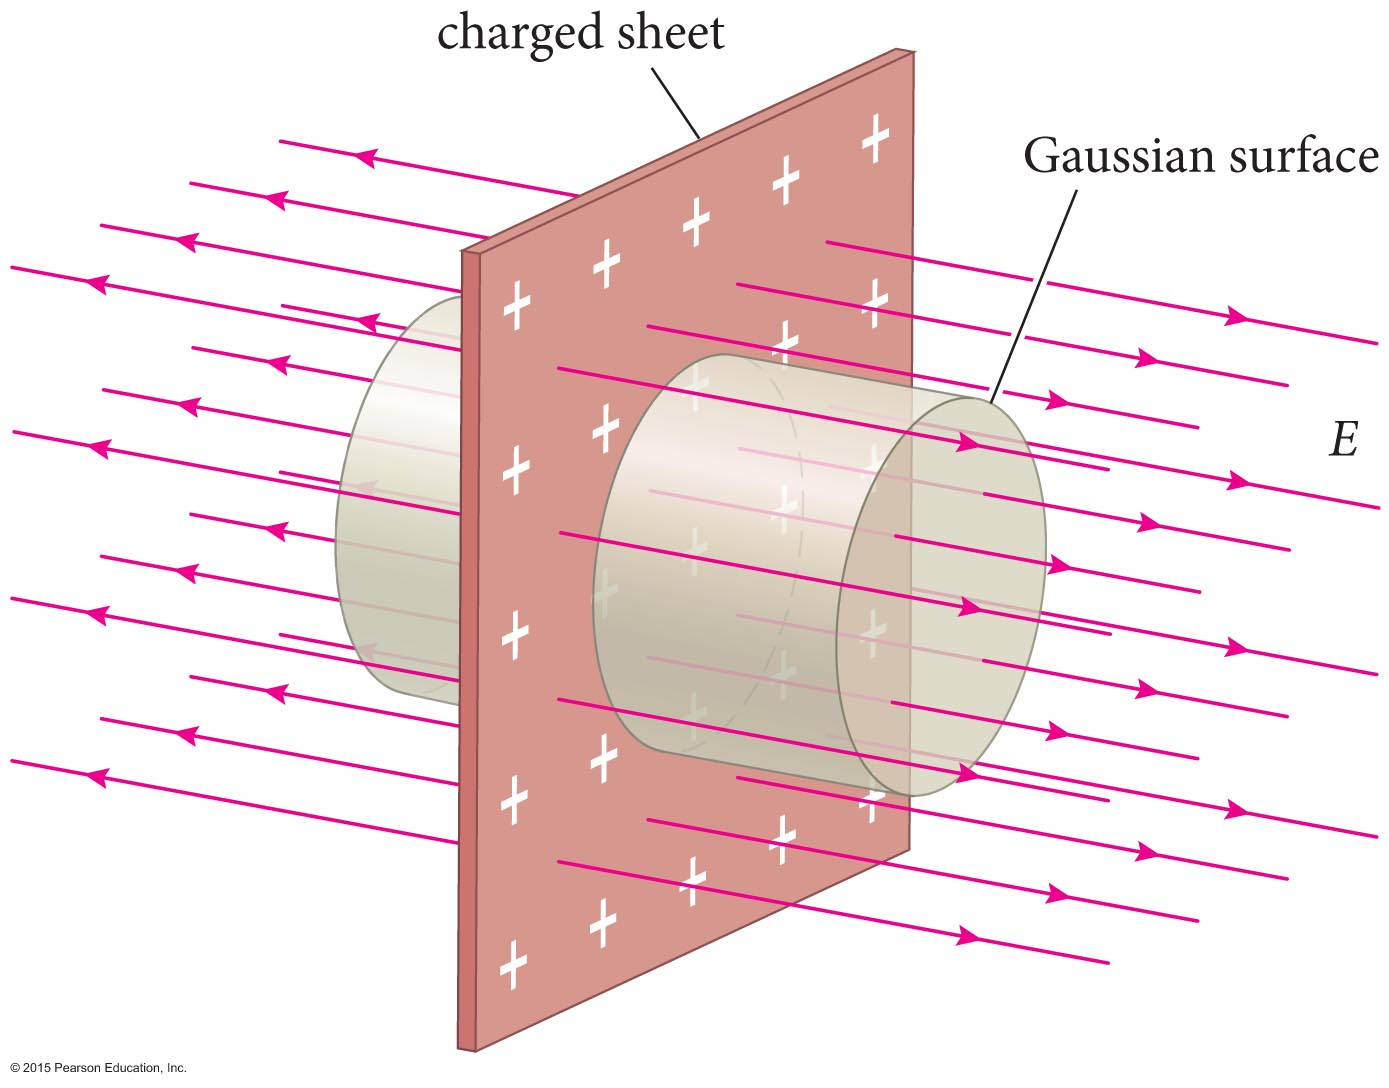 charged sheet
Gaussian surface
E
© 2015 Pearson Education, Inc.